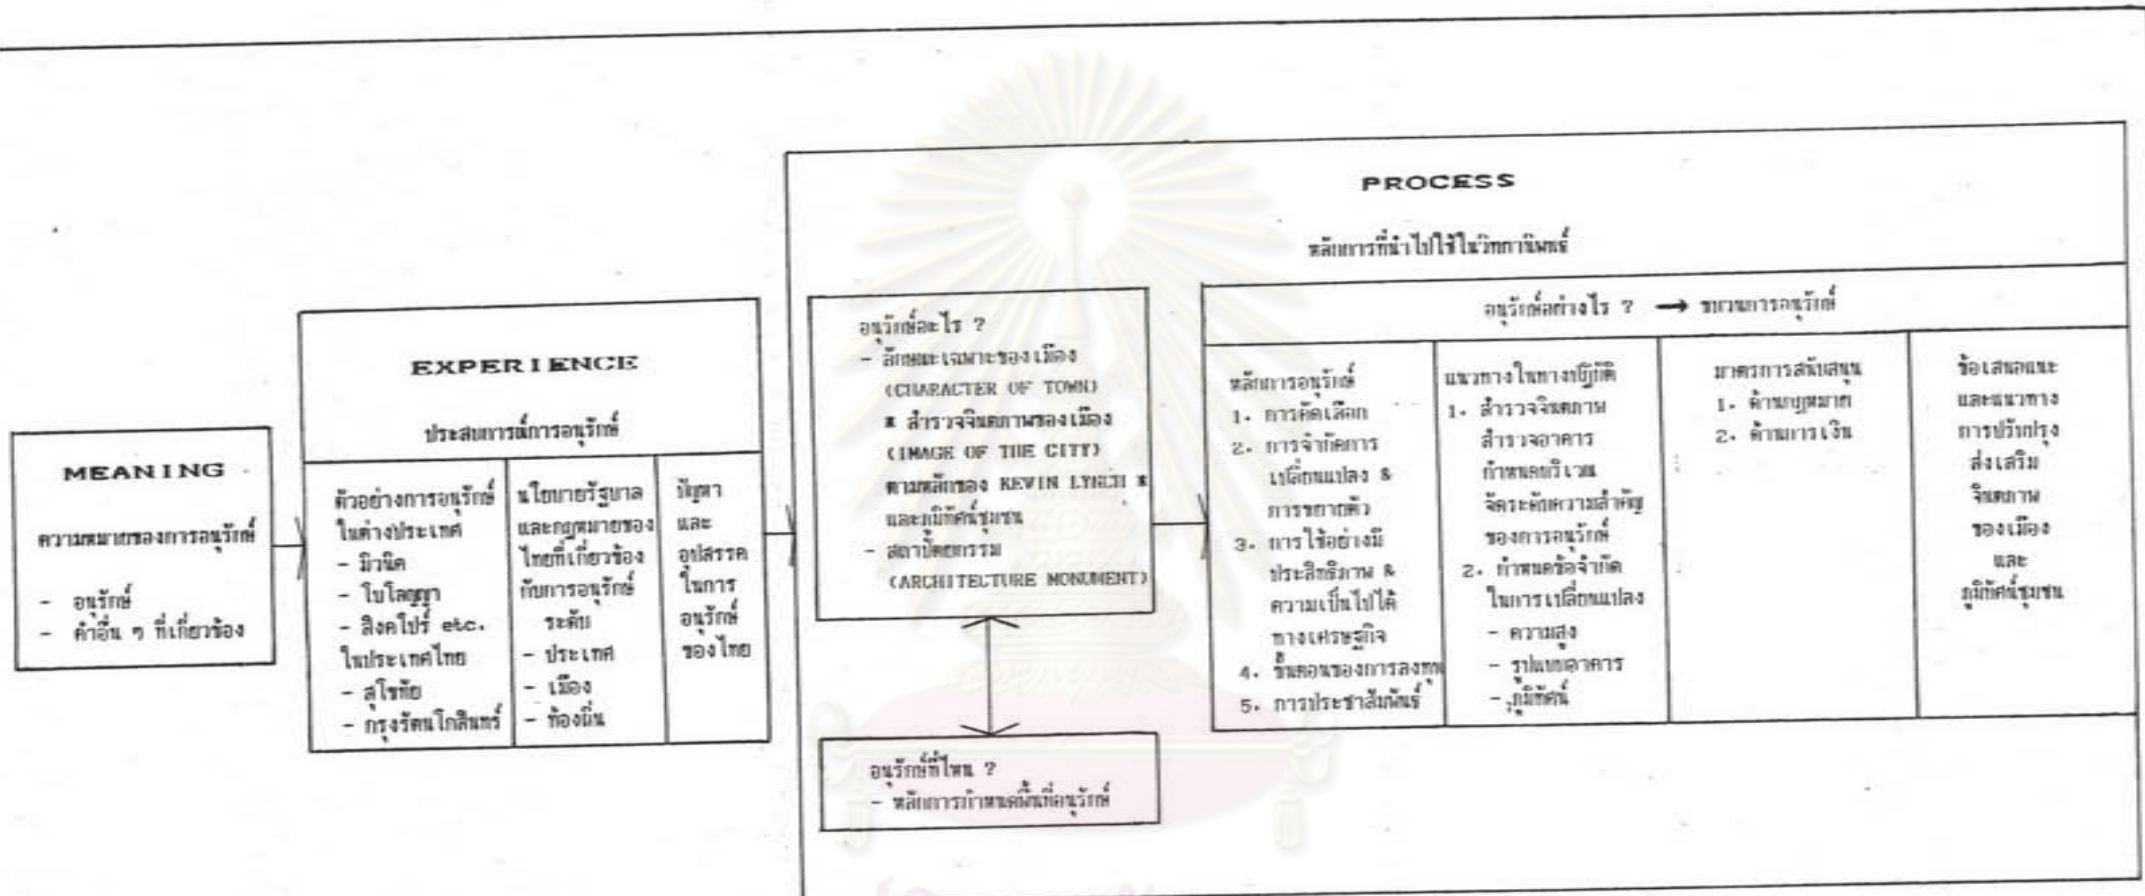 MEANING
ความหมายของการอนุรักษ์
- อนุรักษ์
- คำอื่น ๆ ที่เกี่ยวข้อง
EXPERIENCE
ประสบการณ์การอนุรักษ์
ตัวอย่างการอนุรักษ์
ในต่างประเทศ
- มิวนิค
- โบโลญญา
- สิงคโปร์ etc.
ในประเทศไทย
- สุโขทัย
- กรุงรัตนโกสินทร์
นโยบายรัฐบาล
และกฎหมายของ
ไทยที่เกี่ยวข้อง
กับการอนุรักษ์
ระดับ
- ประเทศ
- เมือง
- ท้องถิ่น
ปัญหา
และ
อุปสรรค
ในการ
อนุรักษ์
ของไทย
PROCESS
หลักการที่นำไปใช้ในวิทยานิพนธ์
อนุรักษ์อะไร ?
- ลักษณะเฉพาะของเมือง
(CHARACTER OF TOWN)
* สำรวจจินตภาพของเมือง
(IMAGE OF THE CITY)
ตามหลักของ KEVIN LYNCH *
และภูมิทัศน์ชุมชน
- สถาปัตยกรรม
(ARCHITECTURE MONUMENT)
อนุรักษ์ที่ไหน ?
- หลักการกำหนดพื้นที่อนุรักษ์
อนุรักษ์อย่างไร ? → ขบวนการอนุรักษ์
หลักการอนุรักษ์
1. การคัดเลือก
2. การจำกัดการ
เปลี่ยนแปลง &
การขยายตัว
3. การใช้อย่างมี
ประสิทธิภาพ &
ความเป็นไปได้
ทางเศรษฐกิจ
4. ขั้นตอนของการลงทุน
5. การประชาสัมพันธ์
แนวทางในทางปฏิบัติ
1. สำรวจจินตภาพ
สำรวจอาคาร
กำหนดบริเวณ
จัดระดับความสำคัญ
ของการอนุรักษ์
2. กำหนดข้อจำกัด
ในการเปลี่ยนแปลง
- ความสูง
- รูปแบบอาคาร
- ภูมิทัศน์
มาตรการสนับสนุน
1. ด้านกฎหมาย
2. ด้านการเงิน
ข้อเสนอแนะ
และแนวทาง
การปรับปรุง
ส่งเสริม
จินตภาพ
ของเมือง
และ
ภูมิทัศน์ชุมชน